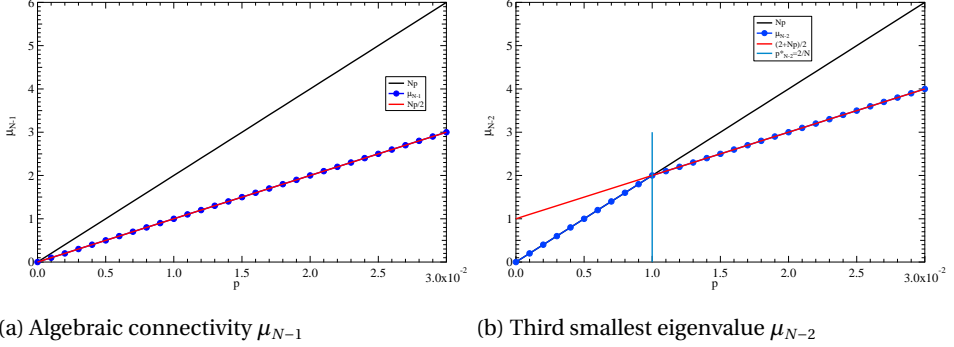 6
5
4
3
2
1
0
μN-1
0.0
0.5
1.0
1.5
2.0
2.5
3.0x10⁻²
p
Np
μN-1
Np/2
6
5
4
3
2
1
0
μN-2
0.0
0.5
1.0
1.5
2.0
2.5
3.0x10⁻²
p
Np
μN-2
(2+Np)/2
p*N-2=2/N
(a) Algebraic connectivity μN−1
(b) Third smallest eigenvalue μN−2